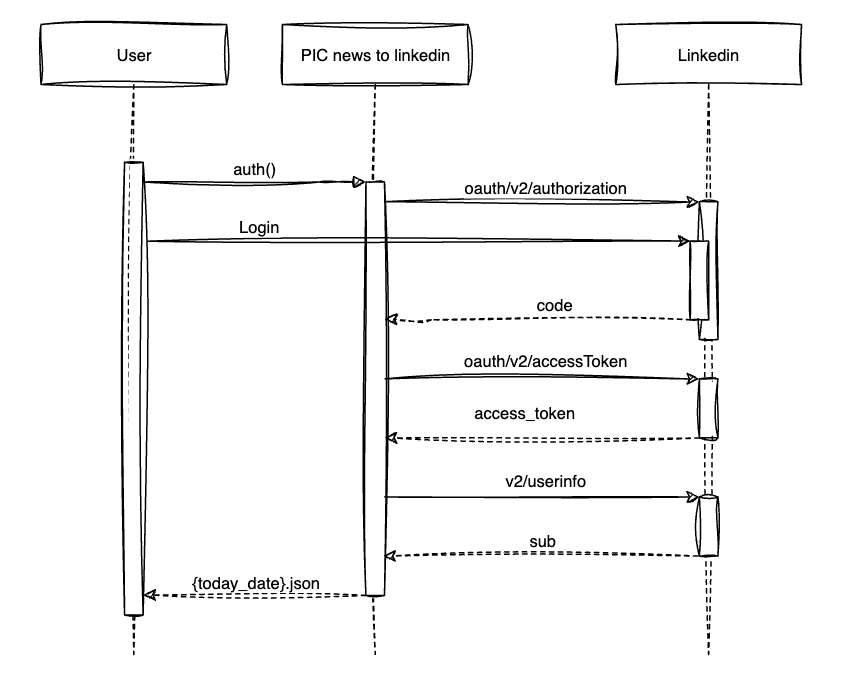 User
PIC news to linkedin
Linkedin
auth()
oauth/v2/authorization
Login
code
oauth/v2/accessToken
access_token
v2/userinfo
sub
{today_date}.json